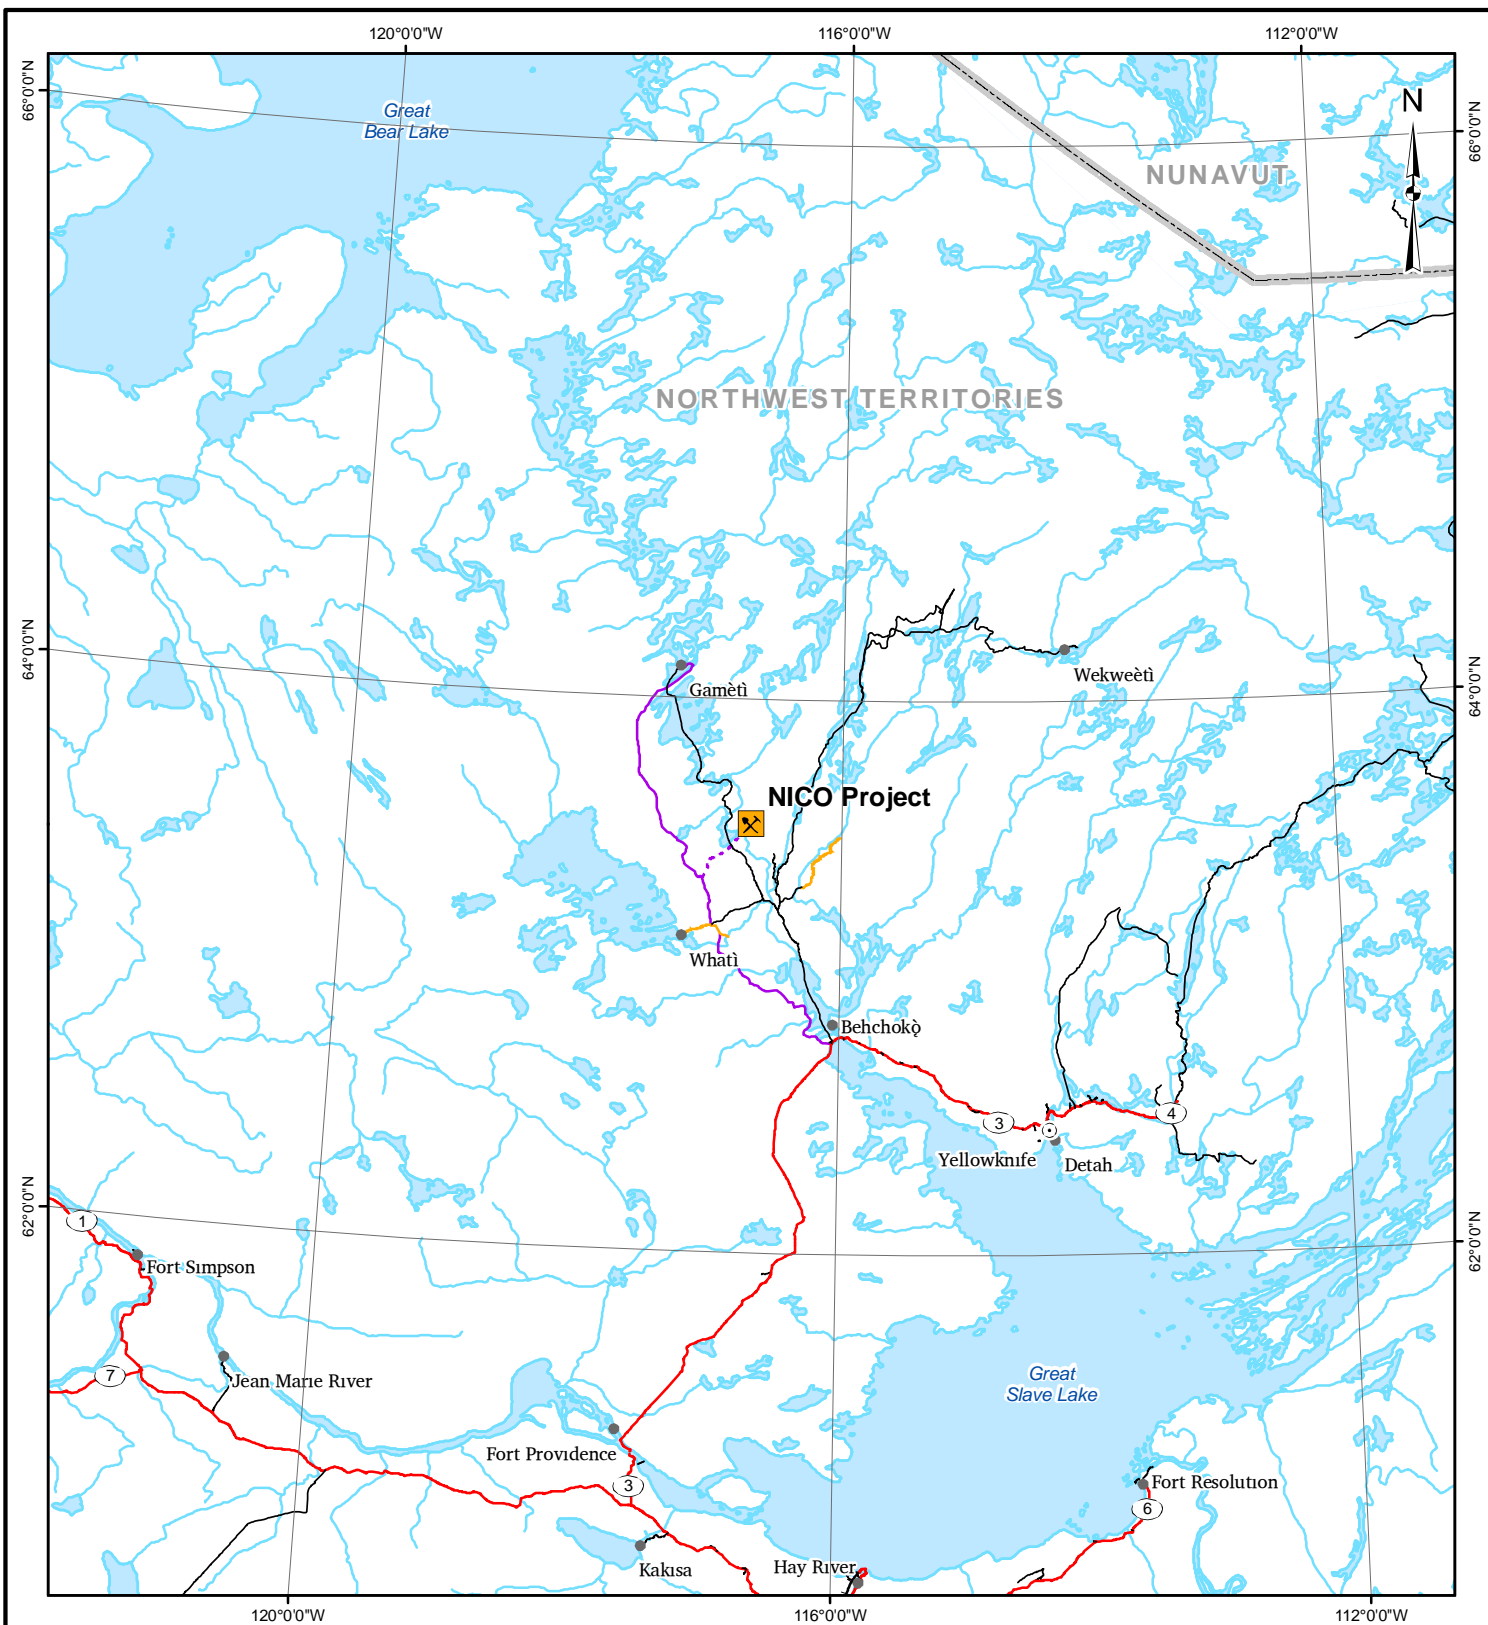 120°0'0"W
116°0'0"W
112°0'0"W
66°0'0"N
66°0'0"N
Great
Bear Lake
N
NUNAVUT
NORTHWEST TERRITORIES
64°0'0"N
64°0'0"N
Gamètì
Wekweètì
NICO Project
Whatì
Behchokǫ̀
3
4
Yellowknife
Detah
62°0'0"N
62°0'0"N
1
Fort Simpson
7
Jean Marie River
Great
Slave Lake
Fort Providence
3
Fort Resolution
6
Kakisa
Hay River
120°0'0"W
116°0'0"W
112°0'0"W